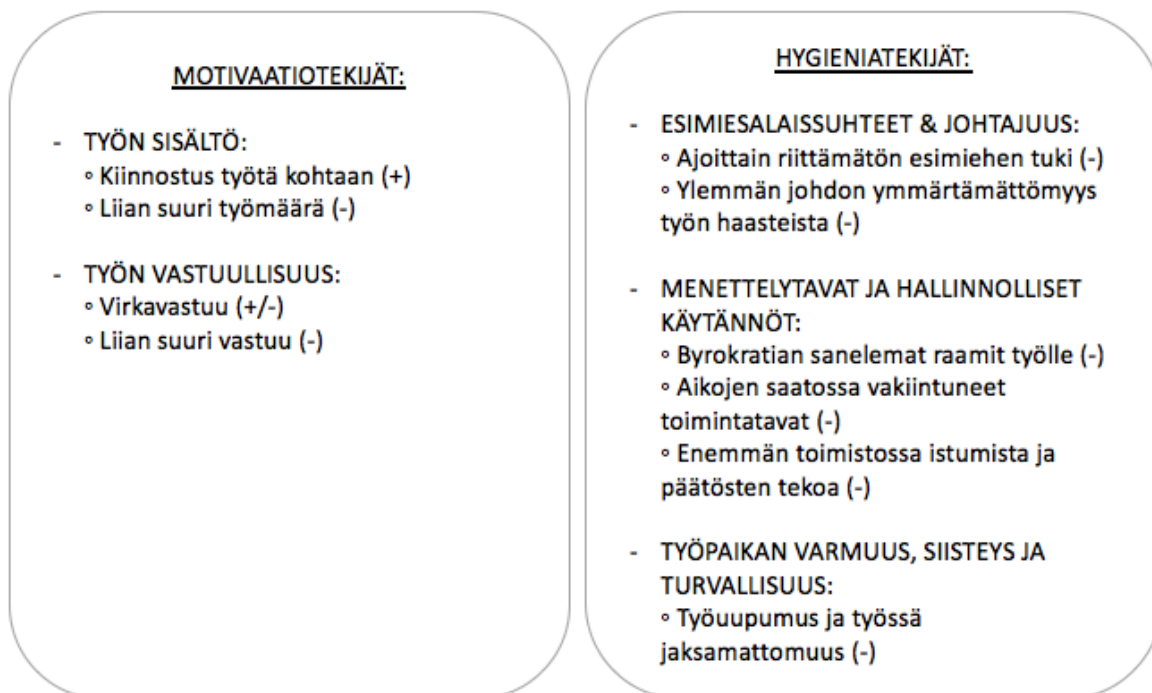 MOTIVAATIOTEKIJÄT:
- TYÖN SISÄLTÖ:
° Kiinnostus työtä kohtaan (+)
° Liian suuri työmäärä (-)
- TYÖN VASTUULLISUUS:
° Virkavastuu (+/-)
° Liian suuri vastuu (-)
HYGIENIATEKIJÄT:
- ESIMIESALAISSUHTEET & JOHTAJUUS:
° Ajoittain riittämätön esimiehen tuki (-)
° Ylemmän johdon ymmärtämättömyys
työn haasteista (-)
- MENETTELYTAVAT JA HALLINNOLLISET
KÄYTÄNNÖT:
° Byrokratian sanelemat raamit työlle (-)
° Aikojen saatossa vakiintuneet
toimintatavat (-)
° Enemmän toimistossa istumista ja
päätösten tekoa (-)
- TYÖPAIKAN VARMUUS, SIISTEYS JA
TURVALLISUUS:
° Työuupumus ja työssä
jaksamattomuus (-)